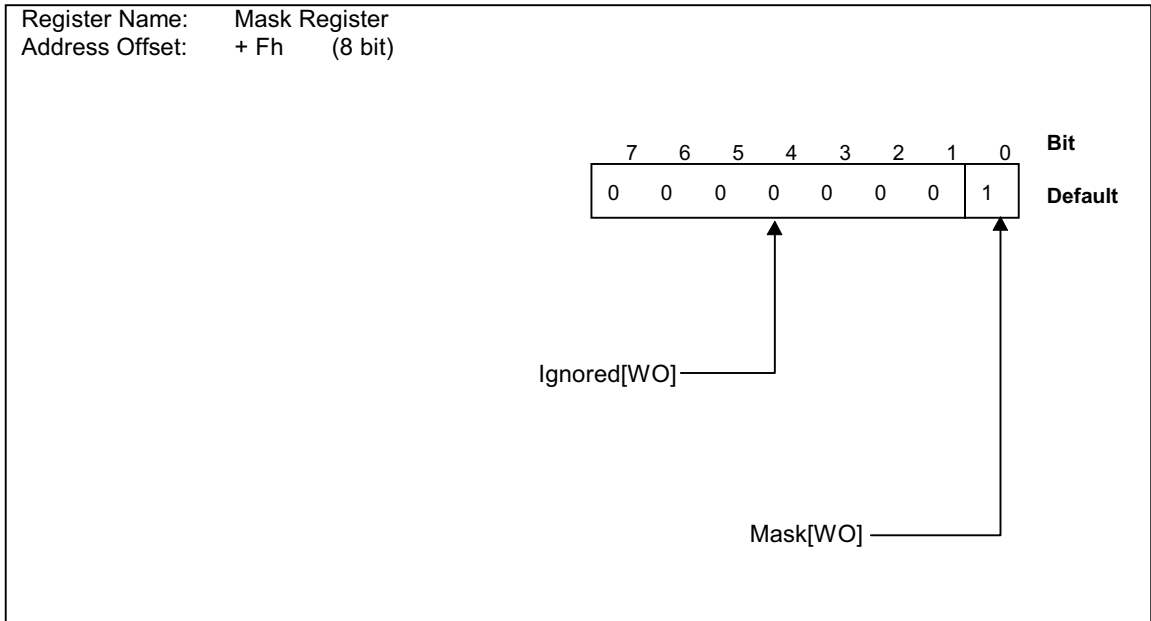 Register Name: Mask Register
Address Offset: + Fh (8 bit)
7 6 5 4 3 2 1 0 Bit
0 0 0 0 0 0 0 1 Default
Ignored[WO]
Mask[WO]